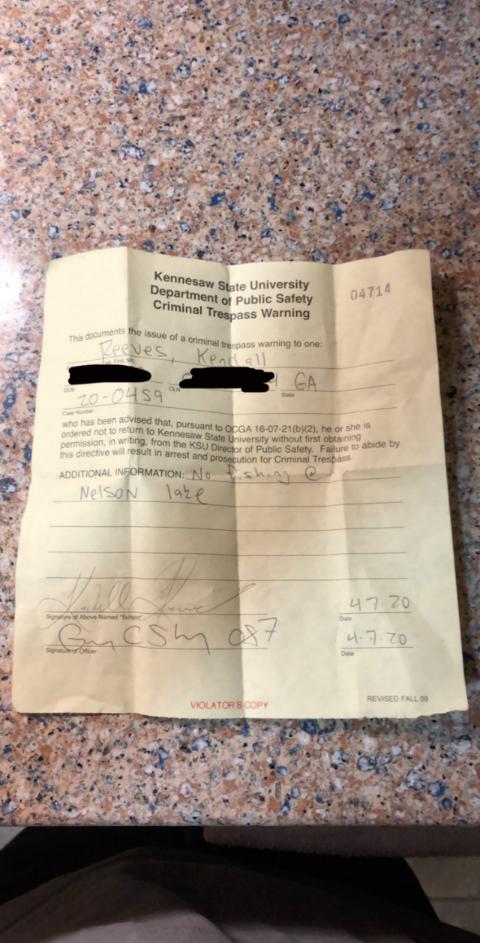 Kennesaw State University
Department of Public Safety
Criminal Trespass Warning
04714
This documents the issue of a criminal trespass warning to one:
Reeves, Kendall
GA
DOB OLN State
20-0459
Case Number
who has been advised that, pursuant to OCGA 16-07-21(b)(2), he or she is
ordered not to return to Kennesaw State University without first obtaining
permission, in writing, from the KSU Director of Public Safety. Failure to abide by
this directive will result in arrest and prosecution for Criminal Trespass.
ADDITIONAL INFORMATION: No fishing @
Nelson lake
4-7-20
Signature of Above Named "Subject" Date
087 4-7-20
Signature of Officer Date
VIOLATOR'S COPY
REVISED FALL 09